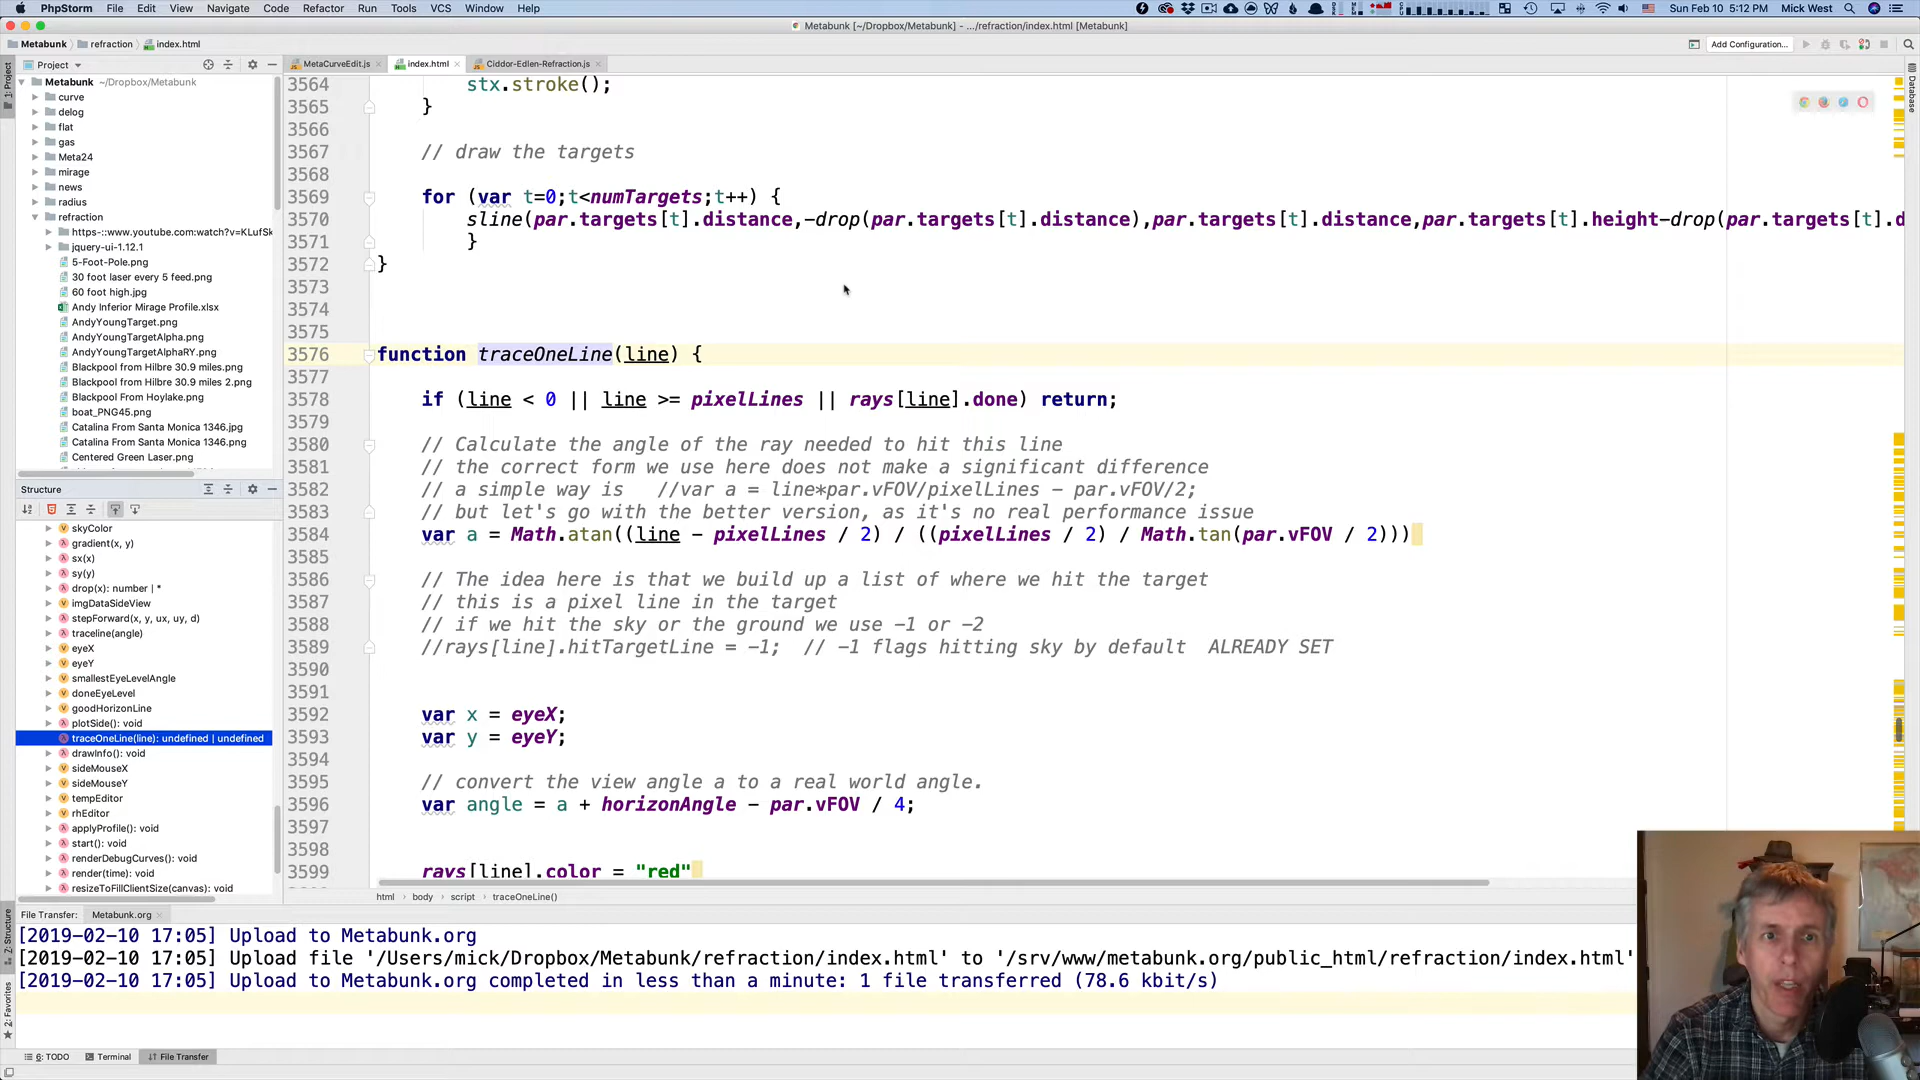 PhpStorm File Edit View Navigate Code Refactor Run Tools VCS Window Help
Sun Feb 10 5:12 PM Mick West
Metabunk [~/Dropbox/Metabunk] - .../refraction/index.html [Metabunk]
Metabunk refraction index.html
Add Configuration...
Project
MetaCurveEdit.js index.html Ciddor-Edlen-Refraction.js
1: Project
Database
Metabunk ~/Dropbox/Metabunk
curve
delog
flat
gas
Meta24
mirage
news
radius
refraction
https-::www.youtube.com:watch?v=KLufSk
jquery-ui-1.12.1
5-Foot-Pole.png
30 foot laser every 5 feed.png
60 foot high.jpg
Andy Inferior Mirage Profile.xlsx
AndyYoungTarget.png
AndyYoungTargetAlpha.png
AndyYoungTargetAlphaRY.png
Blackpool from Hilbre 30.9 miles.png
Blackpool from Hilbre 30.9 miles 2.png
Blackpool From Hoylake.png
boat_PNG45.png
Catalina From Santa Monica 1346.jpg
Catalina From Santa Monica 1346.png
Centered Green Laser.png
Structure
skyColor
gradient(x, y)
sx(x)
sy(y)
drop(x): number | *
imgDataSideView
stepForward(x, y, ux, uy, d)
traceline(angle)
eyeX
eyeY
smallestEyeLevelAngle
doneEyeLevel
goodHorizonLine
plotSide(): void
traceOneLine(line): undefined | undefined
drawInfo(): void
sideMouseX
sideMouseY
tempEditor
rhEditor
applyProfile(): void
start(): void
renderDebugCurves(): void
render(time): void
resizeToFillClientSize(canvas): void
3564 stx.stroke();
3565 }
3566
3567 // draw the targets
3568
3569 for (var t=0;t<numTargets;t++) {
3570 sline(par.targets[t].distance,-drop(par.targets[t].distance),par.targets[t].distance,par.targets[t].height-drop(par.targets[t].d
3571 }
3572 }
3573
3574
3575
3576 function traceOneLine(line) {
3577
3578 if (line < 0 || line >= pixelLines || rays[line].done) return;
3579
3580 // Calculate the angle of the ray needed to hit this line
3581 // the correct form we use here does not make a significant difference
3582 // a simple way is //var a = line*par.vFOV/pixelLines - par.vFOV/2;
3583 // but let's go with the better version, as it's no real performance issue
3584 var a = Math.atan((line - pixelLines / 2) / ((pixelLines / 2) / Math.tan(par.vFOV / 2)))
3585
3586 // The idea here is that we build up a list of where we hit the target
3587 // this is a pixel line in the target
3588 // if we hit the sky or the ground we use -1 or -2
3589 //rays[line].hitTargetLine = -1; // -1 flags hitting sky by default ALREADY SET
3590
3591
3592 var x = eyeX;
3593 var y = eyeY;
3594
3595 // convert the view angle a to a real world angle.
3596 var angle = a + horizonAngle - par.vFOV / 4;
3597
3598
3599 rays[line].color = "red"
html body script traceOneLine()
File Transfer: Metabunk.org
[2019-02-10 17:05] Upload to Metabunk.org
[2019-02-10 17:05] Upload file '/Users/mick/Dropbox/Metabunk/refraction/index.html' to '/srv/www/metabunk.org/public_html/refraction/index.html'
[2019-02-10 17:05] Upload to Metabunk.org completed in less than a minute: 1 file transferred (78.6 kbit/s)
Z: Structure
2: Favorites
6: TODO Terminal File Transfer